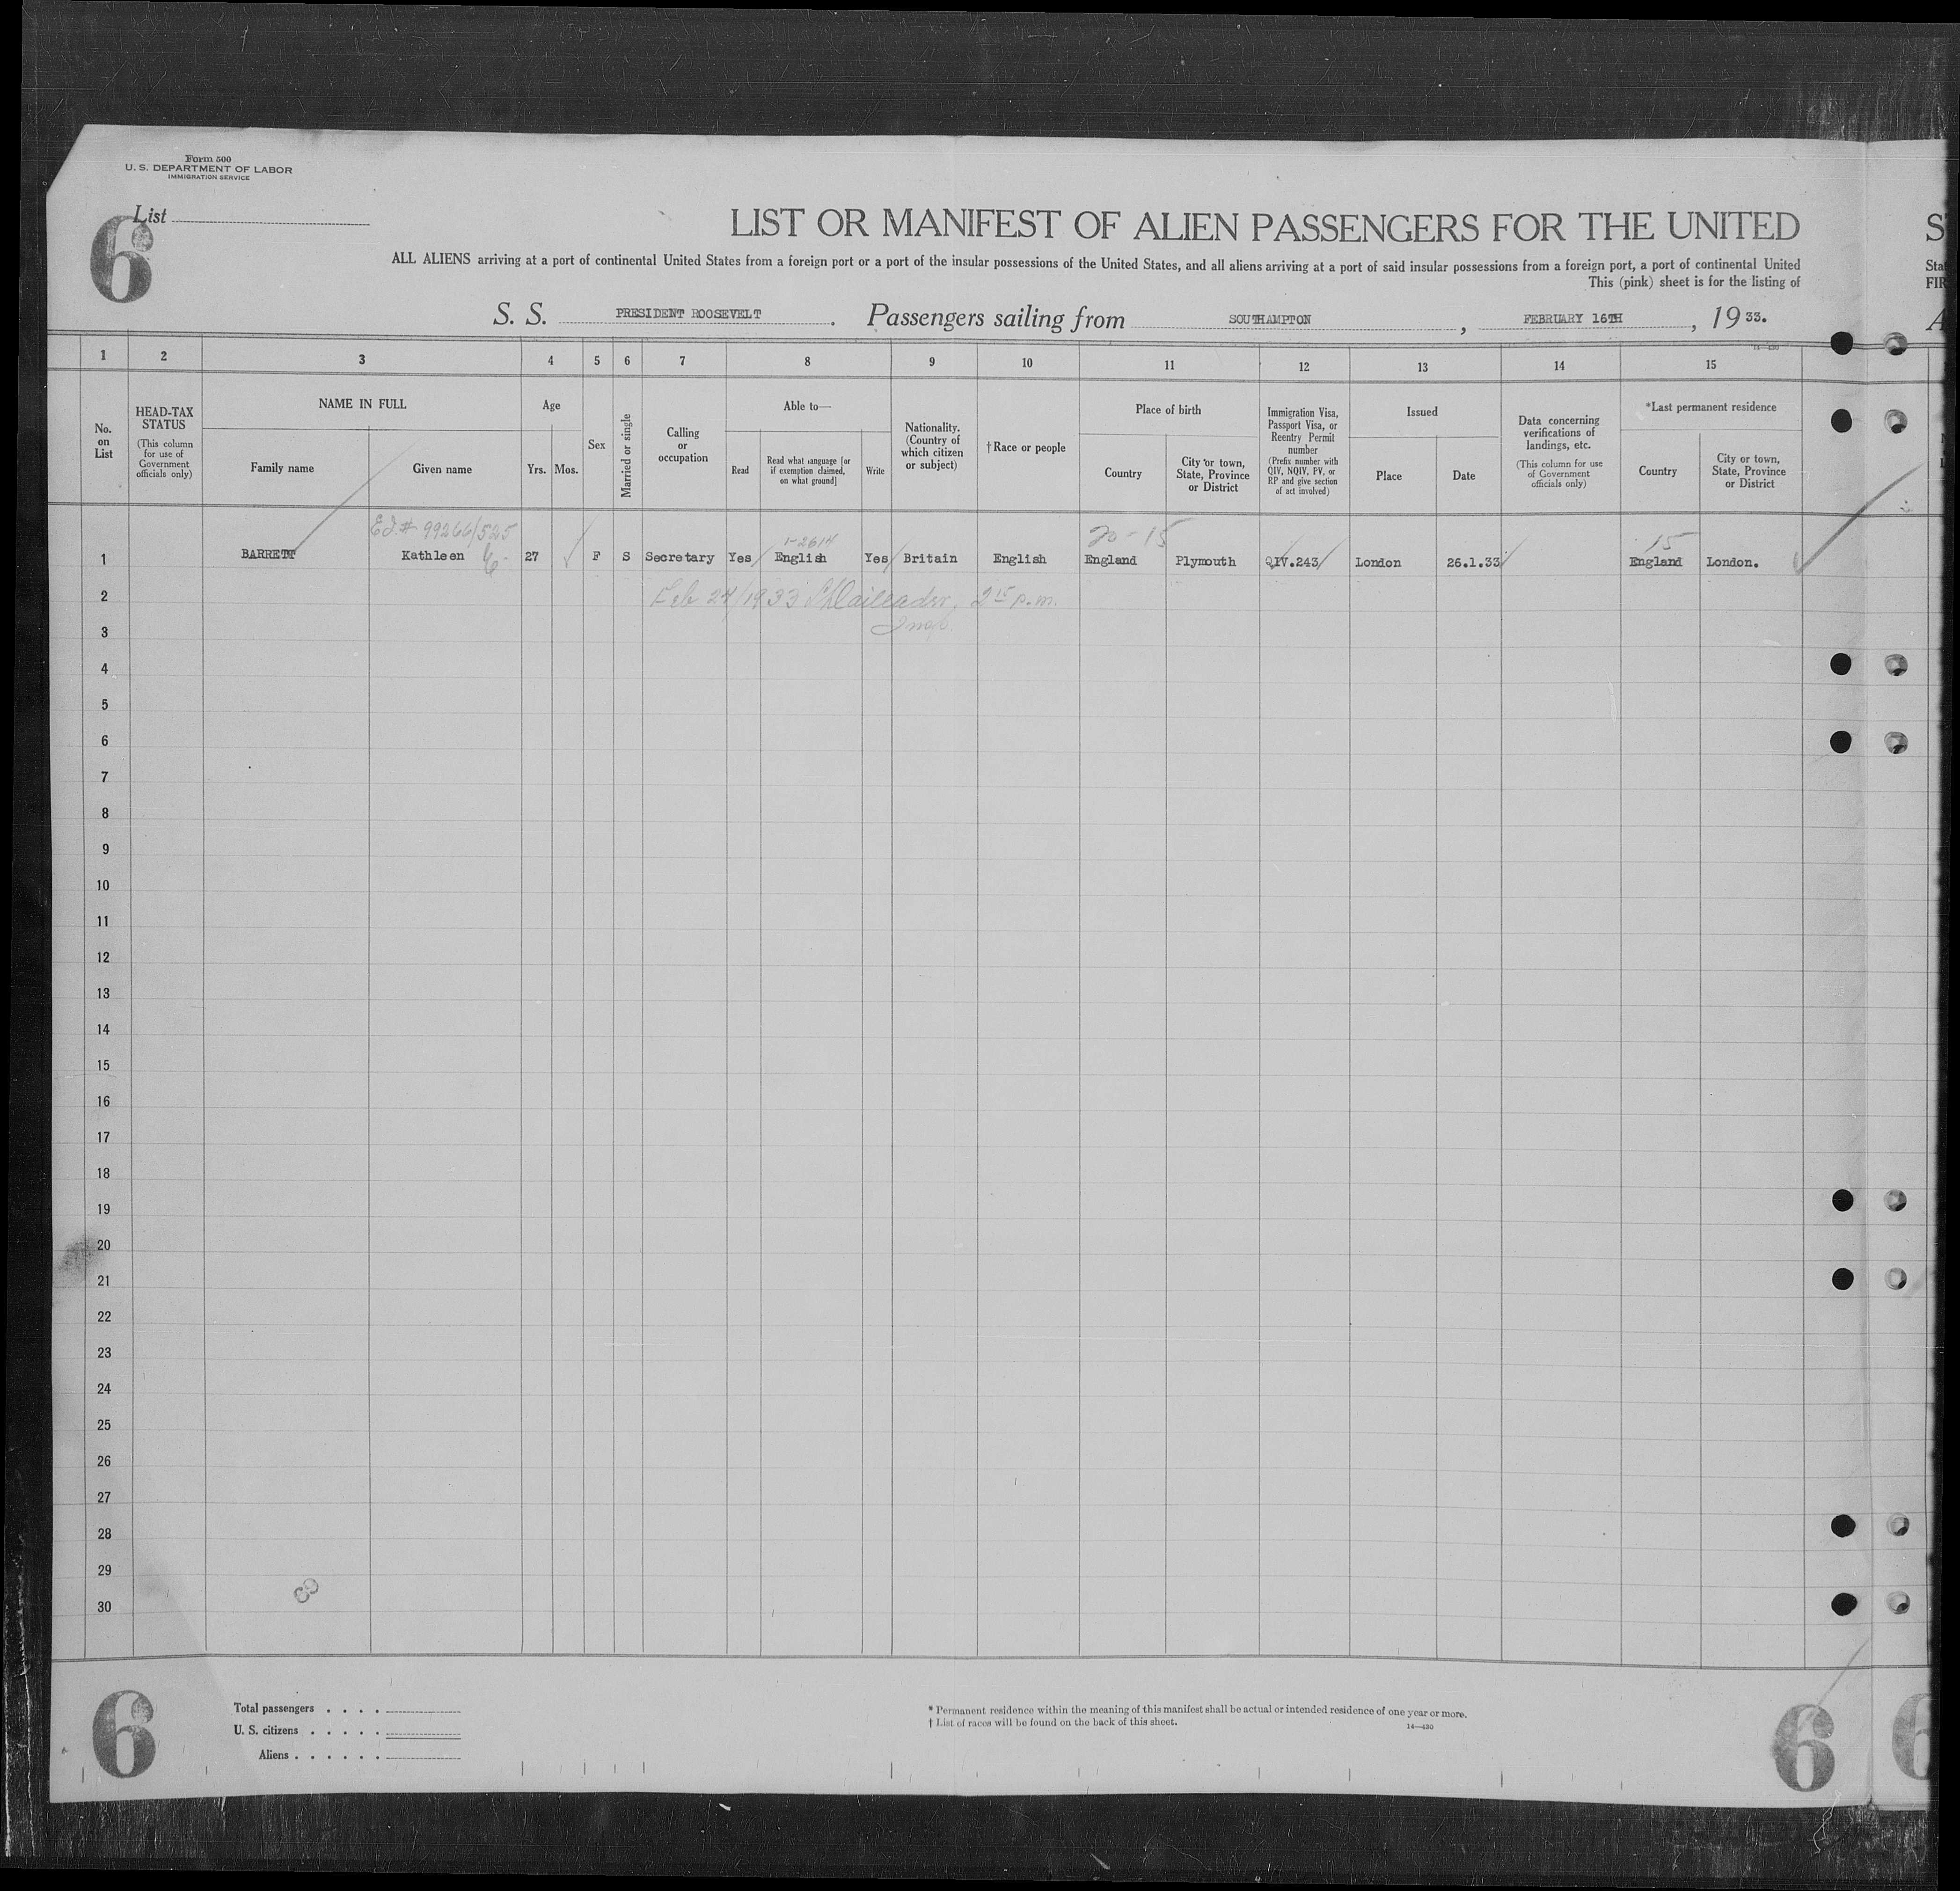 Form 500
U. S. DEPARTMENT OF LABOR
IMMIGRATION SERVICE
List
6
LIST OR MANIFEST OF ALIEN PASSENGERS FOR THE UNITED
S
ALL ALIENS arriving at a port of continental United States from a foreign port or a port of the insular possessions of the United States, and all aliens arriving at a port of said insular possessions from a foreign port, a port of continental United
Sta
This (pink) sheet is for the listing of
FIR
S. S. PRESIDENT ROOSEVELT. Passengers sailing from SOUTHAMPTON, FEBRUARY 16TH, 1933.
A
1 2 3 4 5 6 7 8 9 10 11 12 13 14 15
No. on List
HEAD-TAX STATUS
(This column for use of Government officials only)
NAME IN FULL
Family name
Given name
Age
Yrs.
Mos.
Sex
Married or single
Calling or occupation
Able to—
Read
Read what language [or if exemption claimed, on what ground]
Write
Nationality. (Country of which citizen or subject)
†Race or people
Place of birth
Country
City or town, State, Province or District
Immigration Visa, Passport Visa, or Reentry Permit number
(Prefix number with QIV, NQIV, PV, or RP and give section of act involved)
Issued
Place
Date
Data concerning verifications of landings, etc.
(This column for use of Government officials only)
*Last permanent residence
Country
City or town, State, Province or District
Ed.# 99266/525
1-2614
20-15
15
1 BARRETT Kathleen 27 F S Secretary Yes English Yes Britain English England Plymouth QIV.243 London 26.1.33 England London.
2 Feb 24/1933 2 15 p.m.
3 Insp.
4
5
6
7
8
9
10
11
12
13
14
15
16
17
18
19
20
21
22
23
24
25
26
27
28
29
30
6
Total passengers . . . .
U. S. citizens . . . . .
Aliens . . . . . .
* Permanent residence within the meaning of this manifest shall be actual or intended residence of one year or more.
† List of races will be found on the back of this sheet.
14—430
6
6